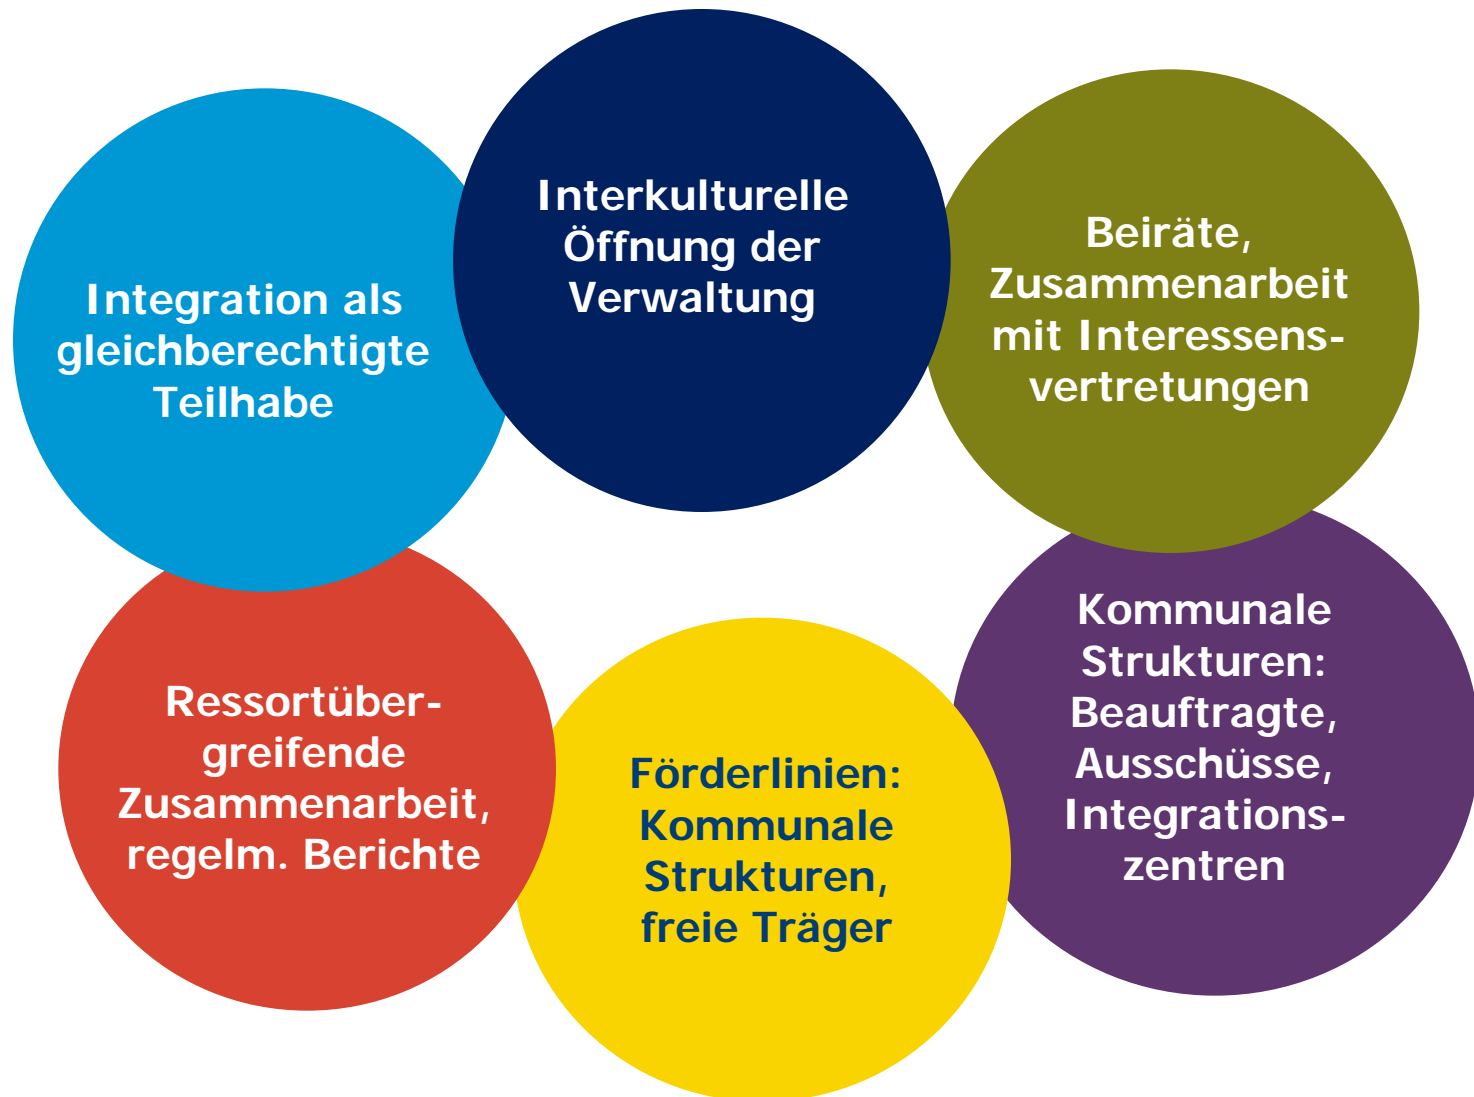 Integration als
gleichberechtigte
Teilhabe
Interkulturelle
Öffnung der
Verwaltung
Beiräte,
Zusammenarbeit
mit Interessens-
vertretungen
Ressortüber-
greifende
Zusammenarbeit,
regelm. Berichte
Förderlinien:
Kommunale
Strukturen,
freie Träger
Kommunale
Strukturen:
Beauftragte,
Ausschüsse,
Integrations-
zentren